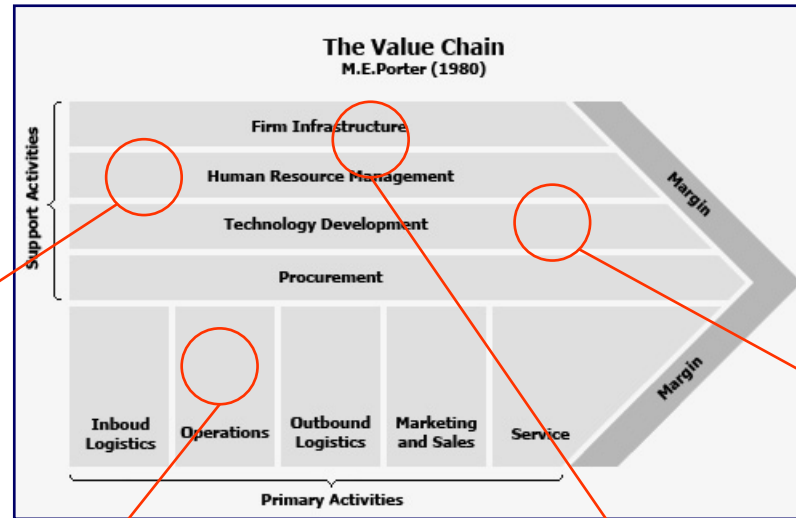 The Value Chain
M.E.Porter (1980)
Support Activities
Firm Infrastructure
Human Resource Management
Technology Development
Procurement
Margin
Margin
Inboud
Logistics
Operations
Outbound
Logistics
Marketing
and Sales
Service
Primary Activities